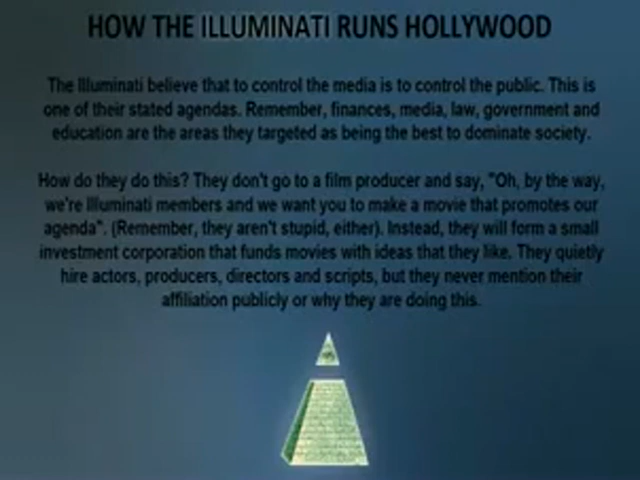 HOW THE ILLUMINATI RUNS HOLLYWOOD
The Illuminati believe that to control the media is to control the public. This is
one of their stated agendas. Remember, finances, media, law, government and
education are the areas they targeted as being the best to dominate society.
How do they do this? They don't go to a film producer and say, "Oh, by the way,
we're Illuminati members and we want you to make a movie that promotes our
agenda". (Remember, they aren't stupid, either). Instead, they will form a small
investment corporation that funds movies with ideas that they like. They quietly
hire actors, producers, directors and scripts, but they never mention their
affiliation publicly or why they are doing this.